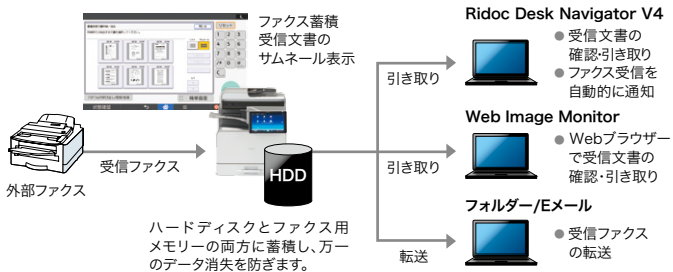 ファクス蓄積
受信文書の
サムネール表示
外部ファクス
受信ファクス
HDD
ハードディスクとファクス用
メモリーの両方に蓄積し、万一
のデータ消失を防ぎます。
引き取り
Ridoc Desk Navigator V4
●受信文書の
確認・引き取り
●ファクス受信を
自動的に通知
引き取り
Web Image Monitor
●Webブラウザー
で受信文書の
確認・引き取り
転送
フォルダー/Eメール
●受信ファクス
の転送